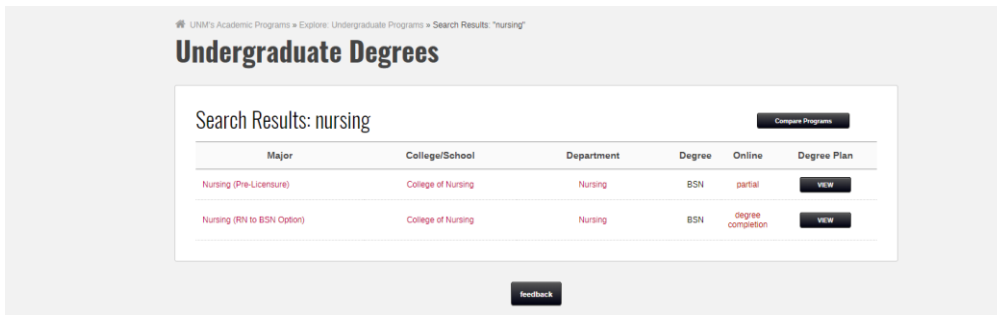 UNM's Academic Programs » Explore: Undergraduate Programs » Search Results: "nursing"
Undergraduate Degrees
Search Results: nursing
Compare Programs
Major College/School Department Degree Online Degree Plan
Nursing (Pre-Licensure) College of Nursing Nursing BSN partial VIEW
Nursing (RN to BSN Option) College of Nursing Nursing BSN degree completion VIEW
feedback